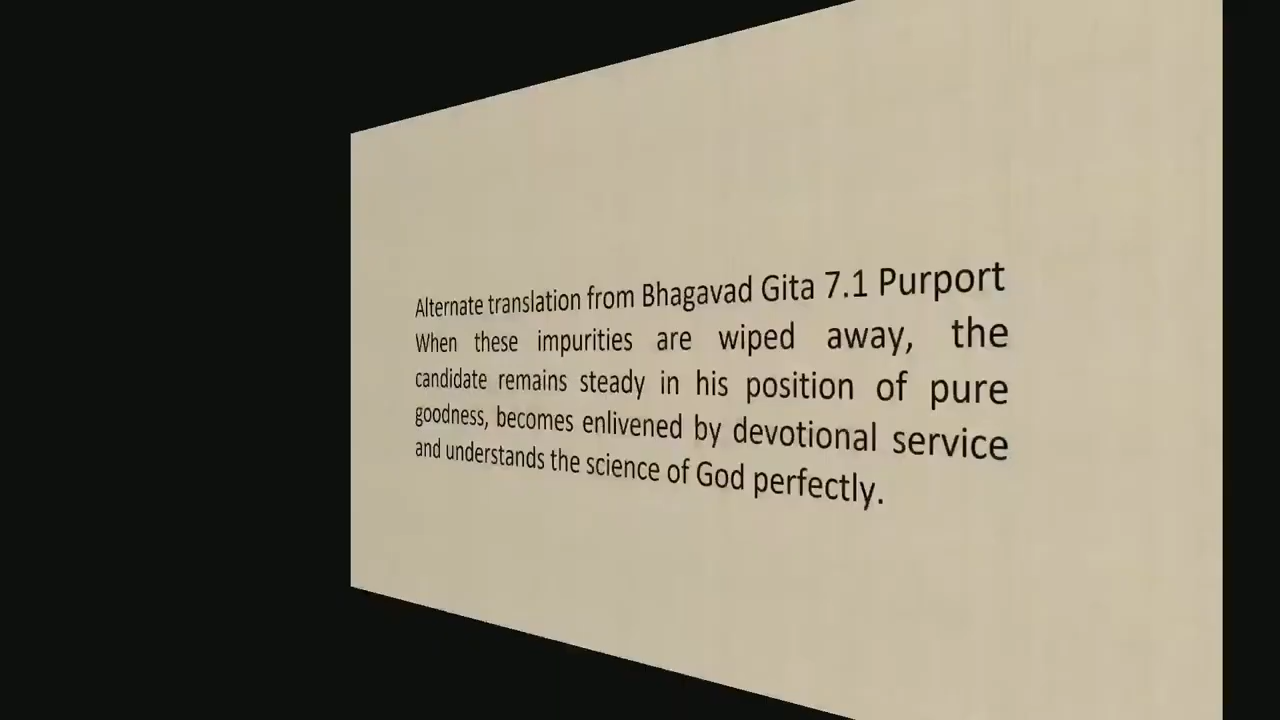 Alternate translation from Bhagavad Gita 7.1 Purport
When these impurities are wiped away, the
candidate remains steady in his position of pure
goodness, becomes enlivened by devotional service
and understands the science of God perfectly.